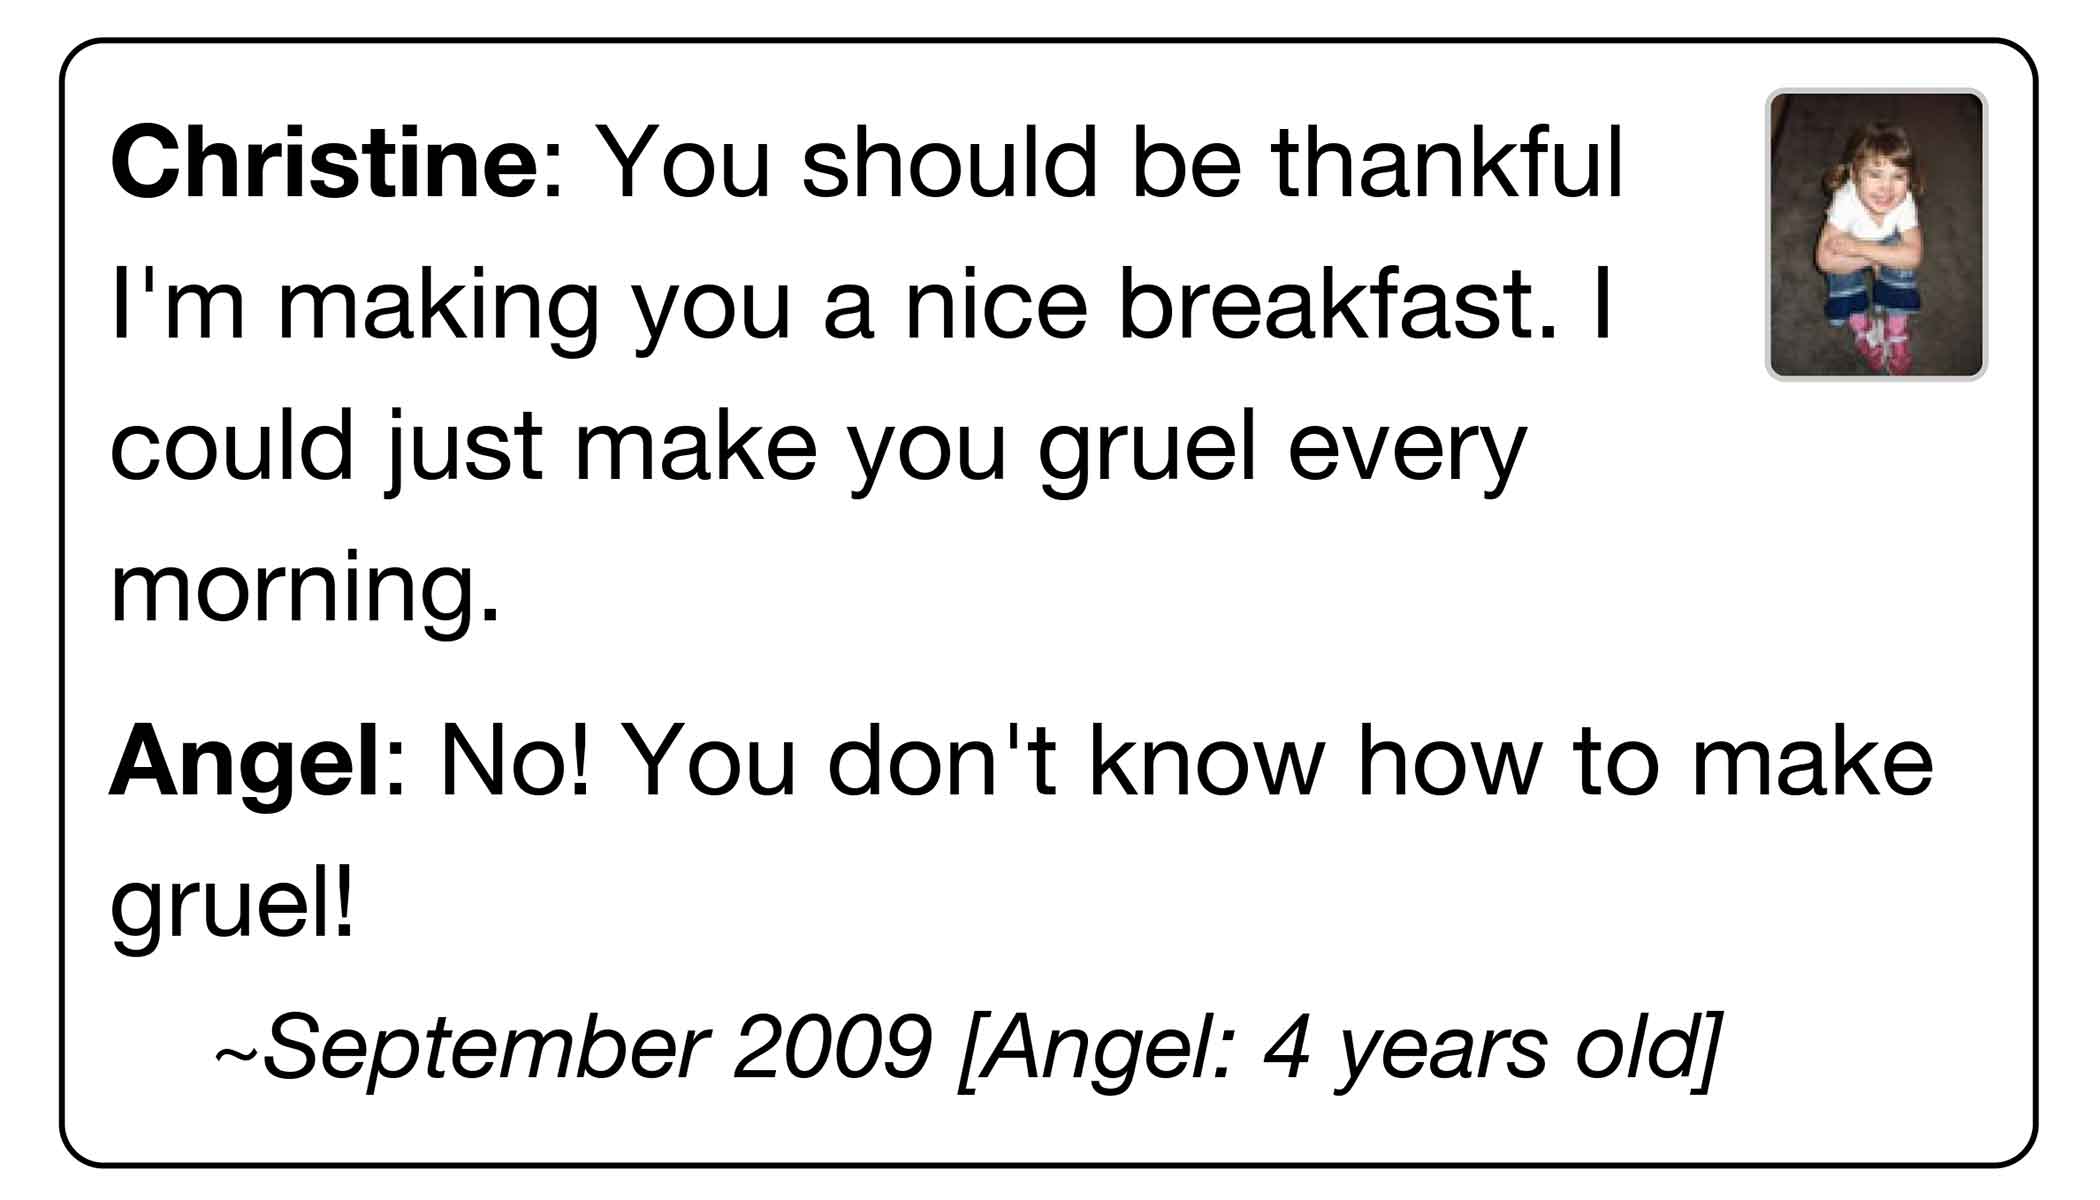 Christine: You should be thankful
I'm making you a nice breakfast. I
could just make you gruel every
morning.
Angel: No! You don't know how to make
gruel!
~September 2009 [Angel: 4 years old]